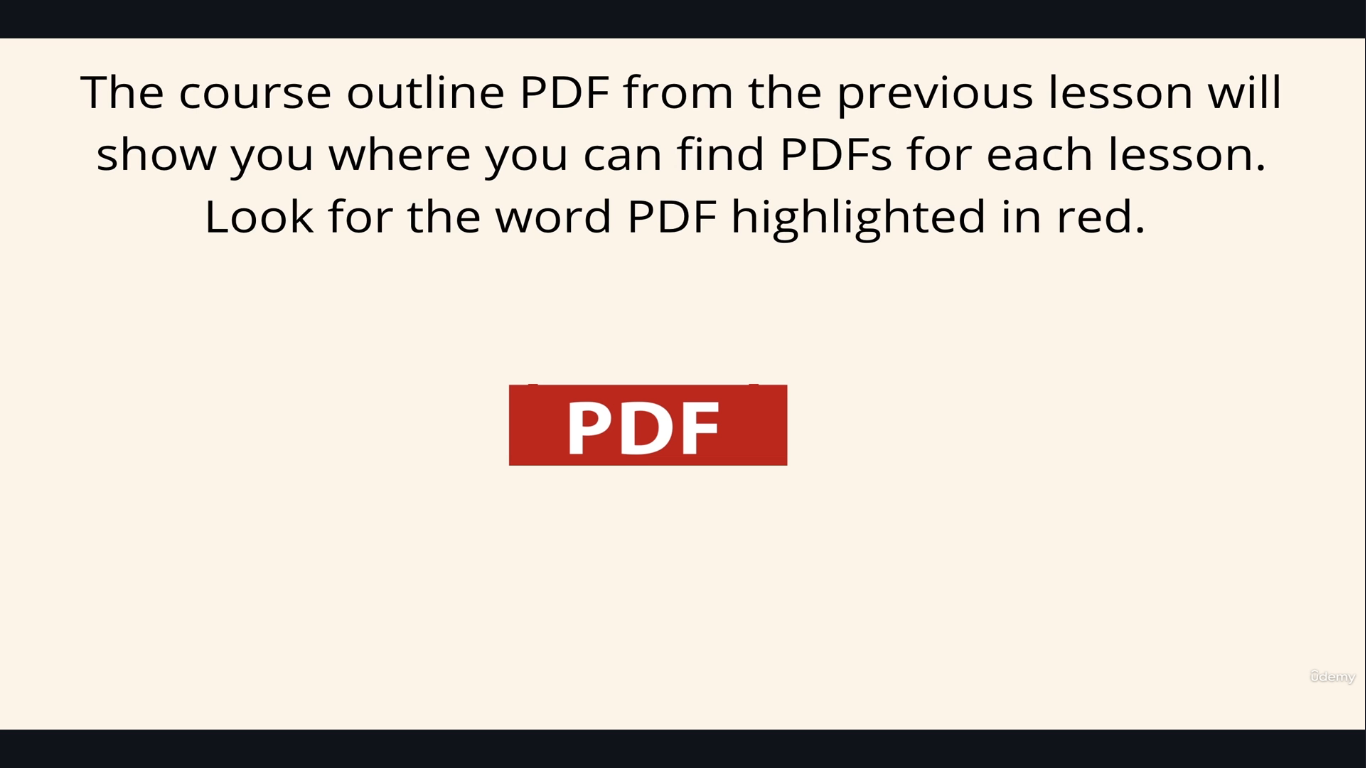 The course outline PDF from the previous lesson will
show you where you can find PDFs for each lesson.
Look for the word PDF highlighted in red.
PDF
ûdemy